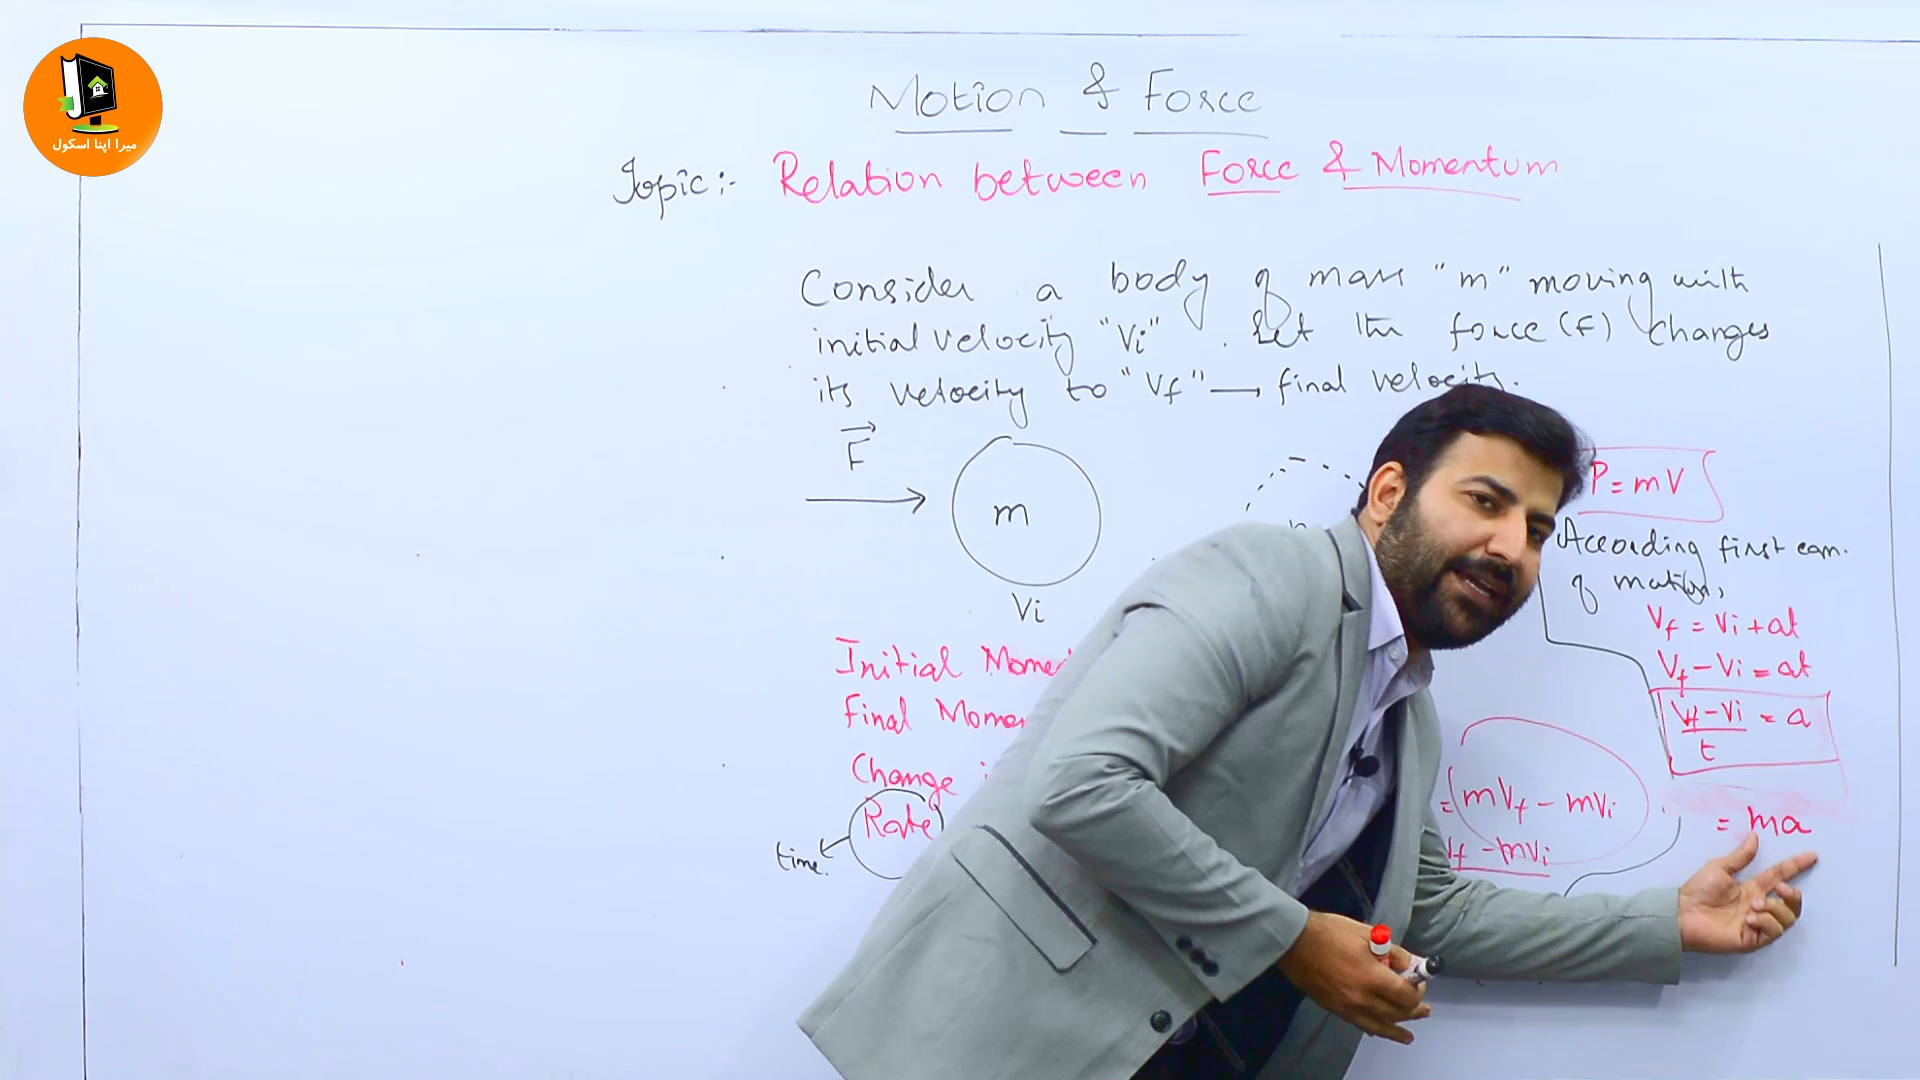 میرا اپنا اسکول
Motion & Force
Topic:- Relation between Force & Momentum
Consider a body of mass "m" moving with
initial velocity "Vi". Let the force (F) changes
its velocity to "Vf" → final velocity.
F
m
Vi
P = mV
According first eqn.
of motion,
Vf = Vi + at
Vf - Vi = at
Vf - Vi = a
t
Initial
Final
Change
= (mVf - mVi
= ma
Rate
f - mVi
time.